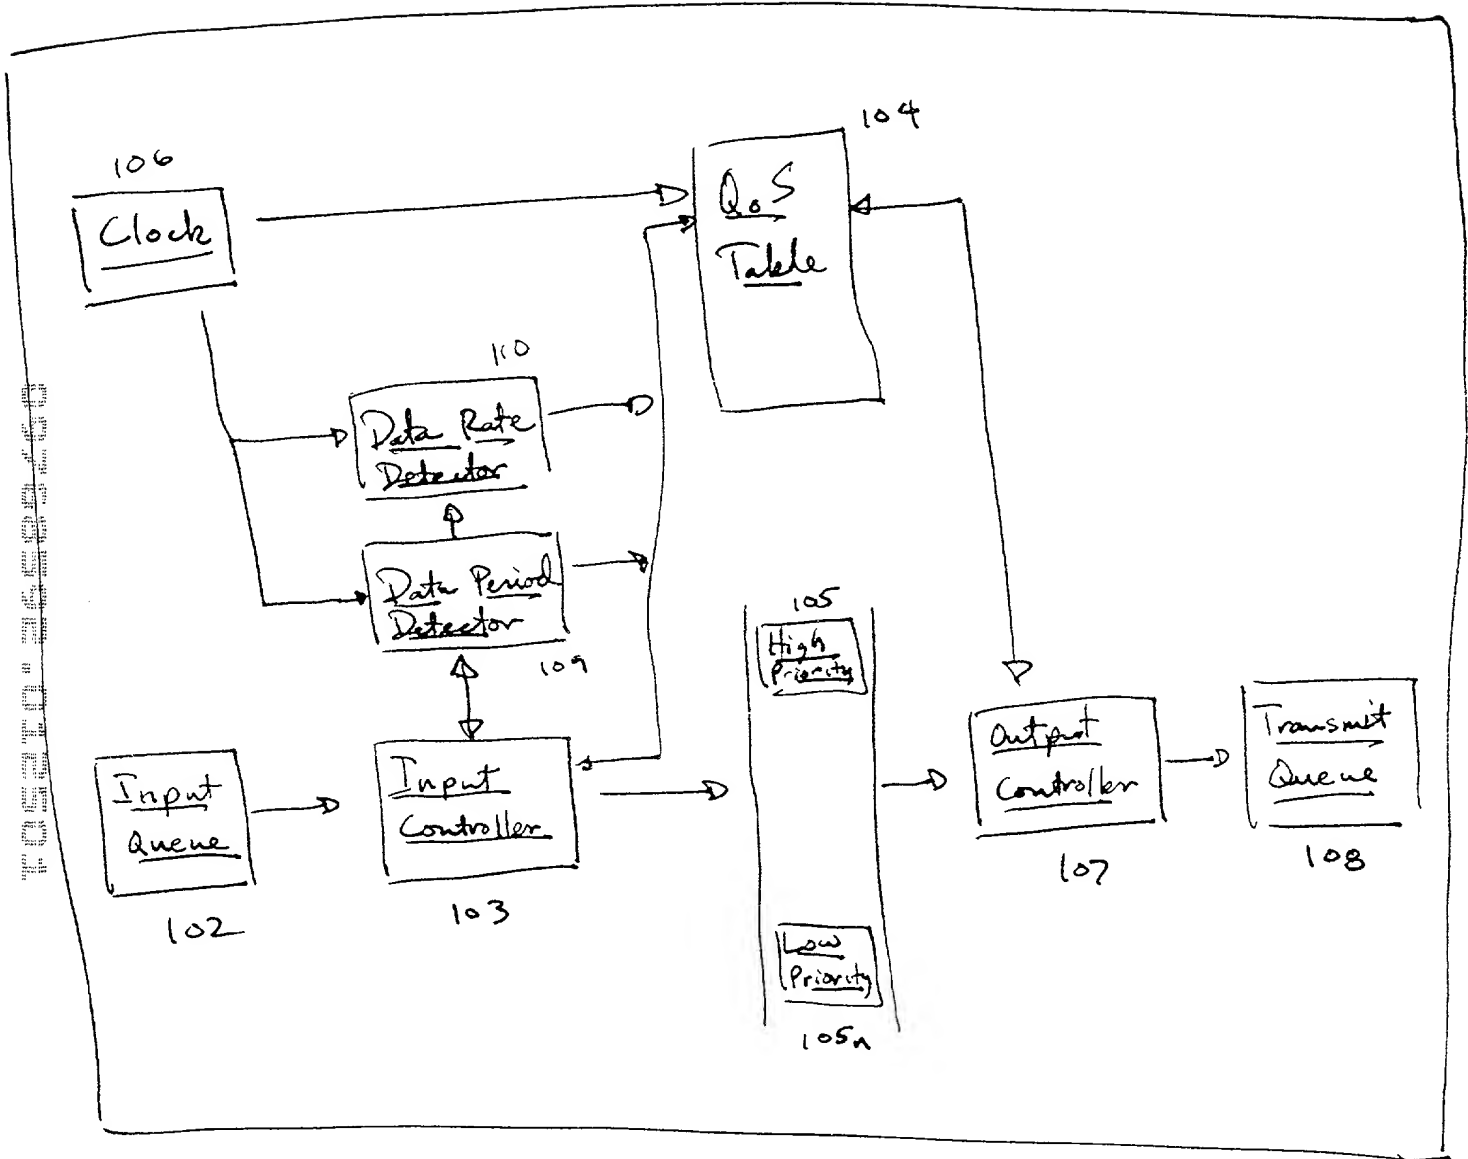 104
106
QoS
Table
Clock
110
Data Rate
Detector
Data Period
Detector
109
105
High
Priority
Input
Queue
102
Input
Controller
103
Output
Controller
107
Transmit
Queue
108
Low
Priority
105n